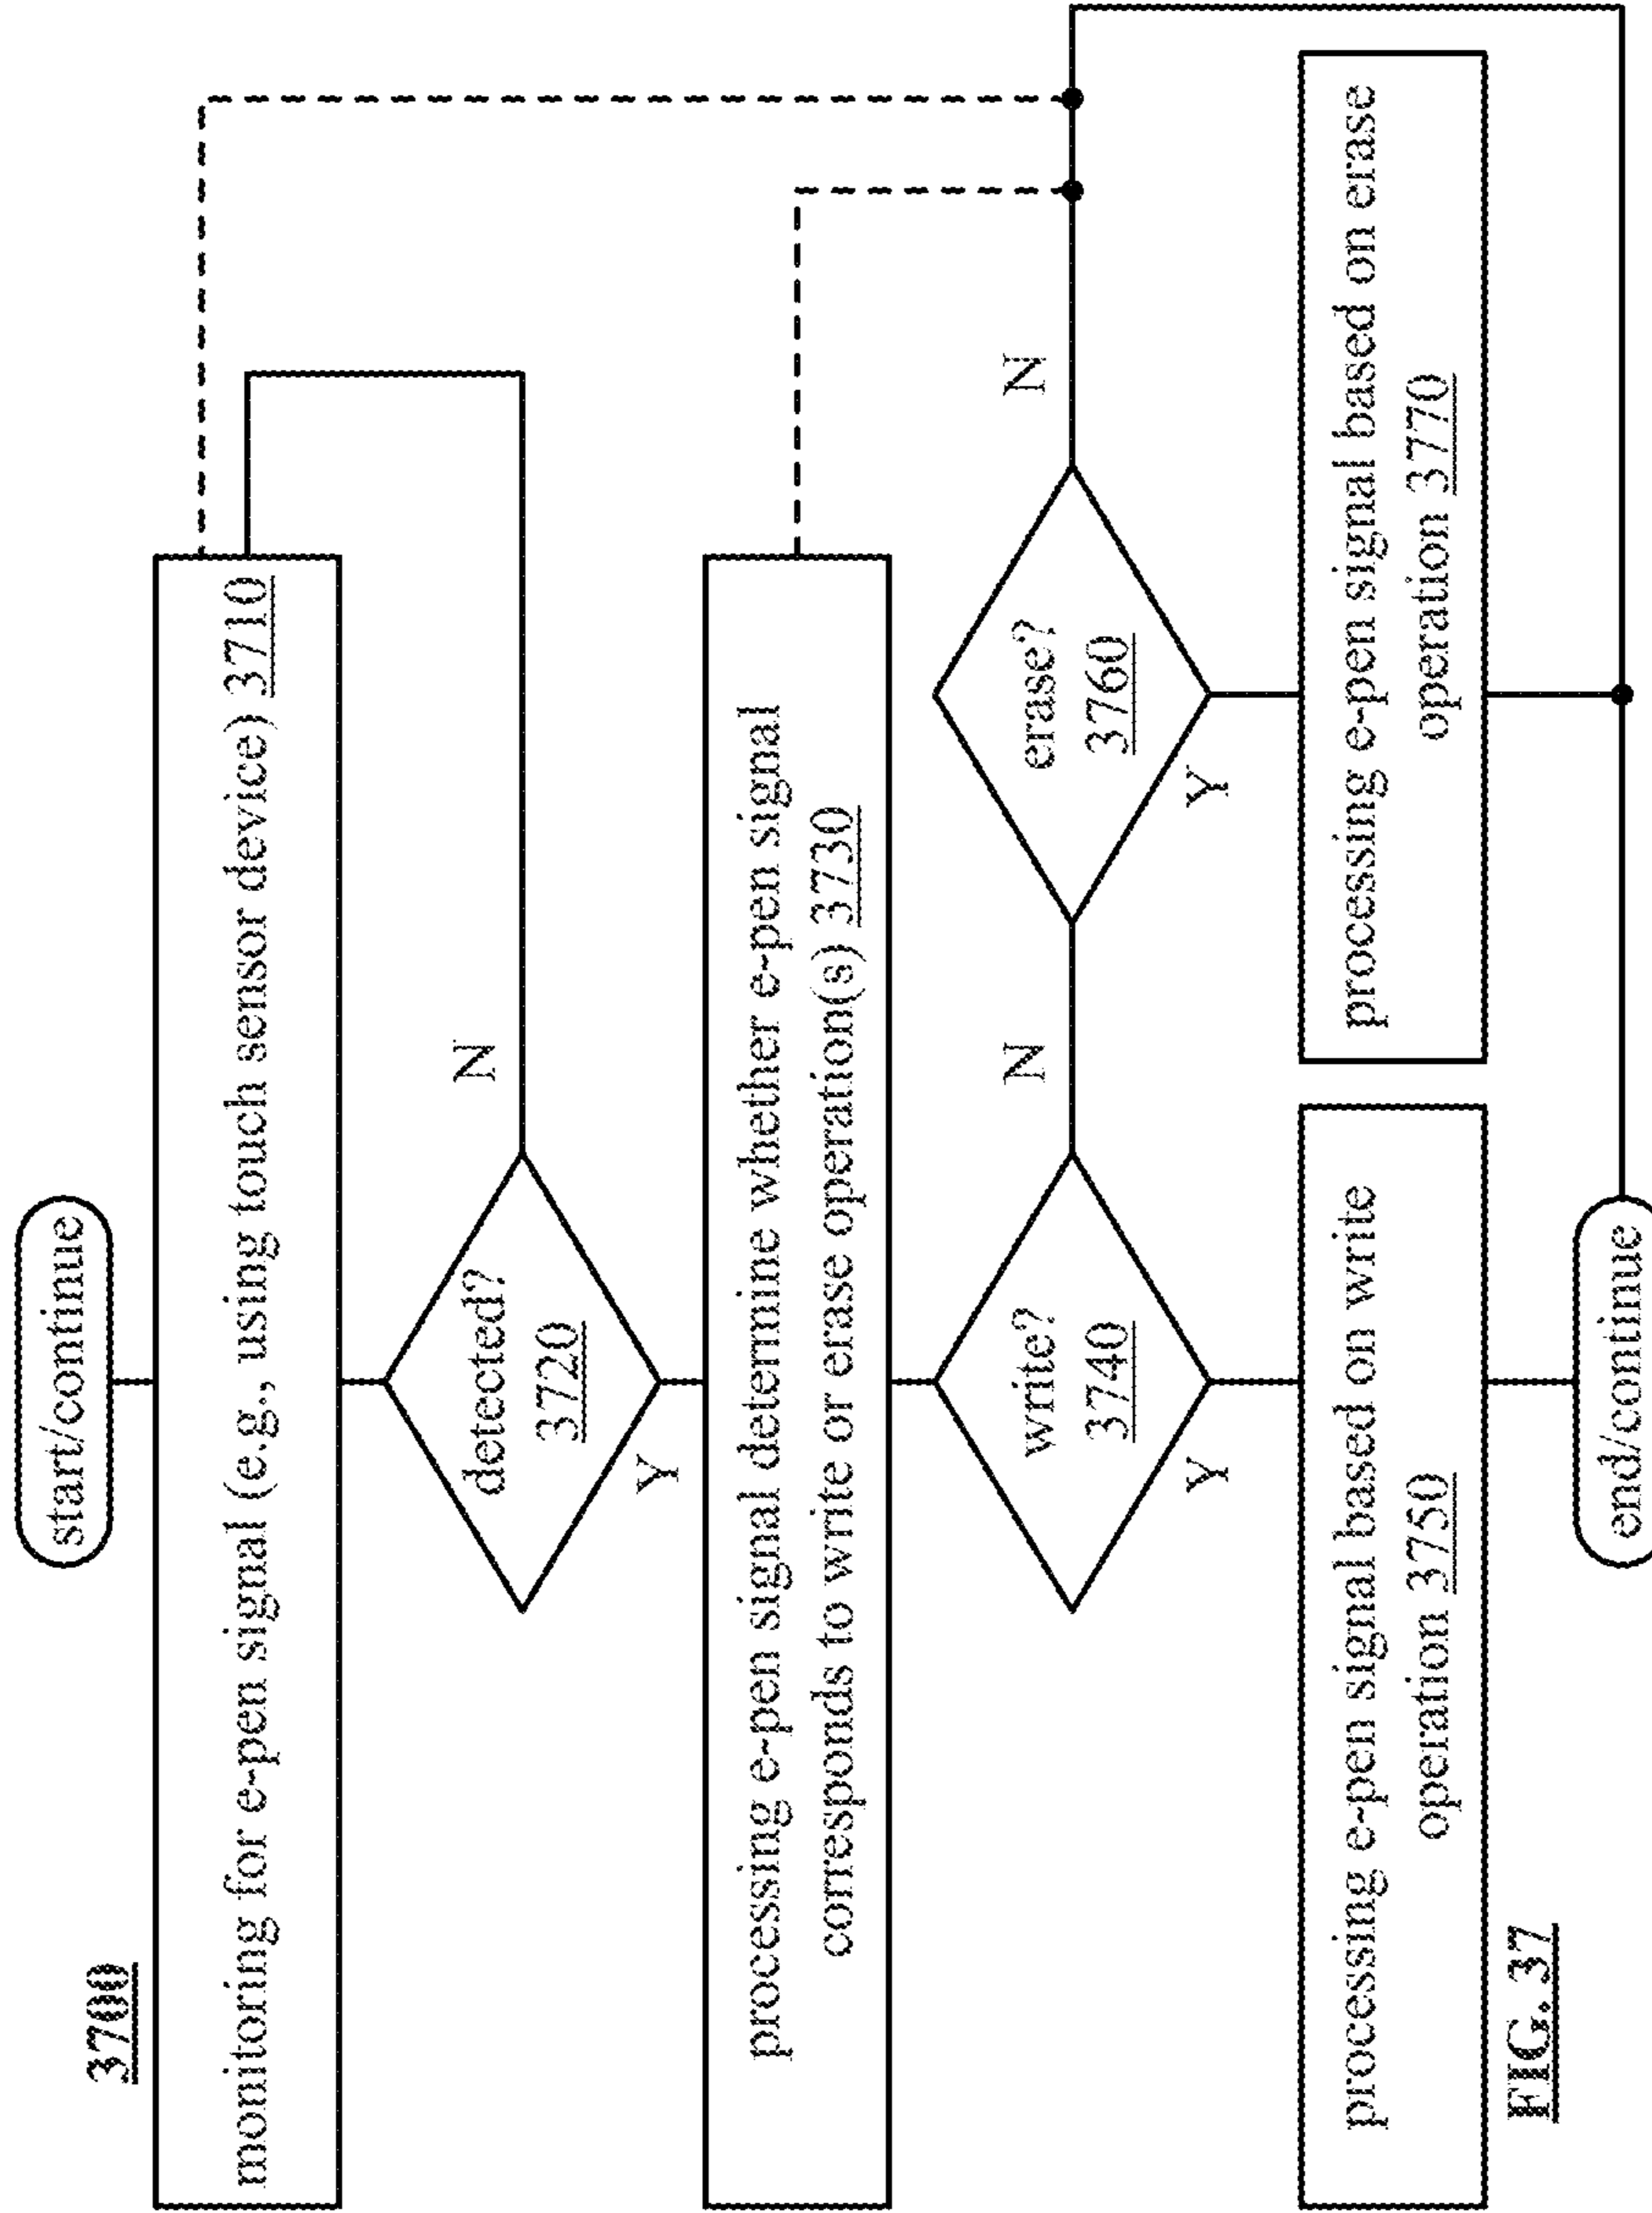 3700
start/continue
monitoring for e-pen signal (e.g., using touch sensor device) 3710
detected?
3720
N
Y
processing e-pen signal determine whether e-pen signal
corresponds to write or erase operation(s) 3730
write?
3740
N
Y
erase?
3760
N
Y
processing e-pen signal based on write
operation 3750
processing e-pen signal based on erase
operation 3770
end/continue
FIG. 37